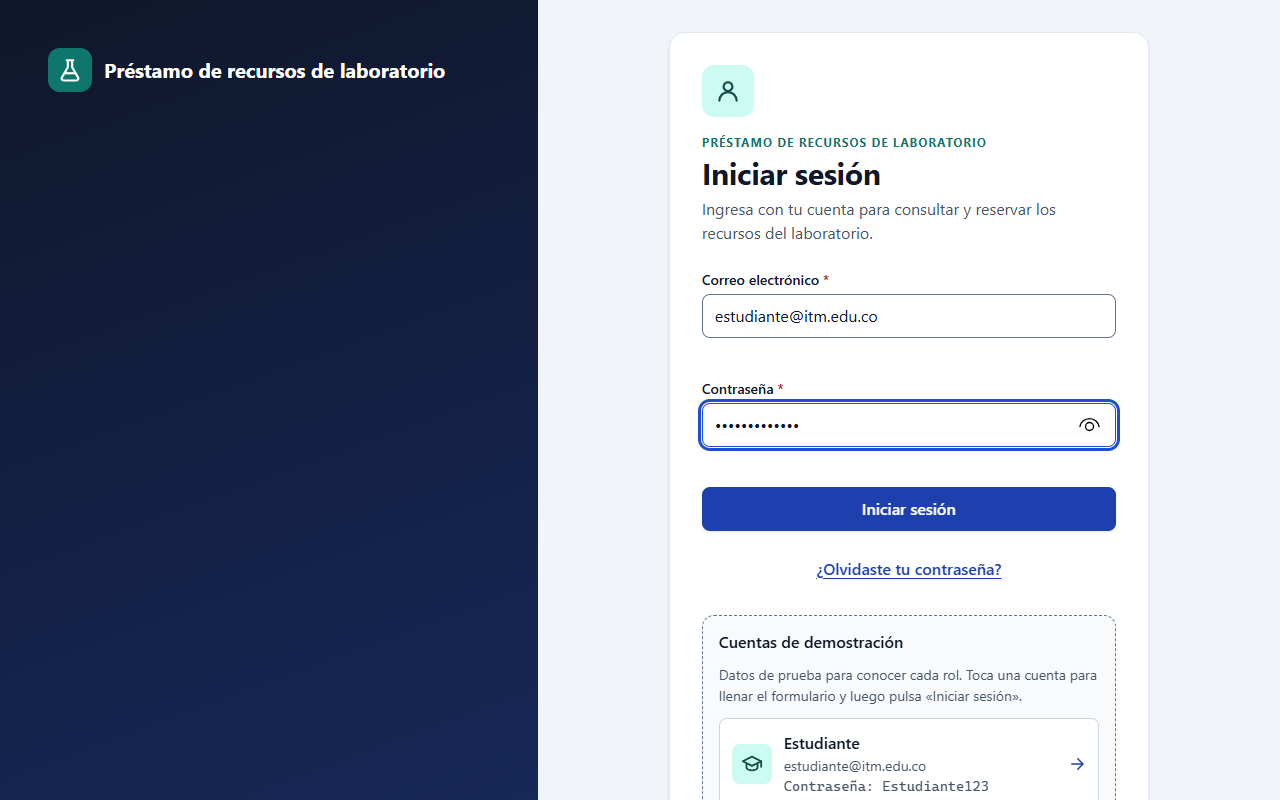 Préstamo de recursos de laboratorio
PRÉSTAMO DE RECURSOS DE LABORATORIO
Iniciar sesión
Ingresa con tu cuenta para consultar y reservar los
recursos del laboratorio.
Correo electrónico *
estudiante@itm.edu.co
Contraseña *
•••••••••••••
Iniciar sesión
¿Olvidaste tu contraseña?
Cuentas de demostración
Datos de prueba para conocer cada rol. Toca una cuenta para
llenar el formulario y luego pulsa «Iniciar sesión».
Estudiante
estudiante@itm.edu.co
Contraseña: Estudiante123